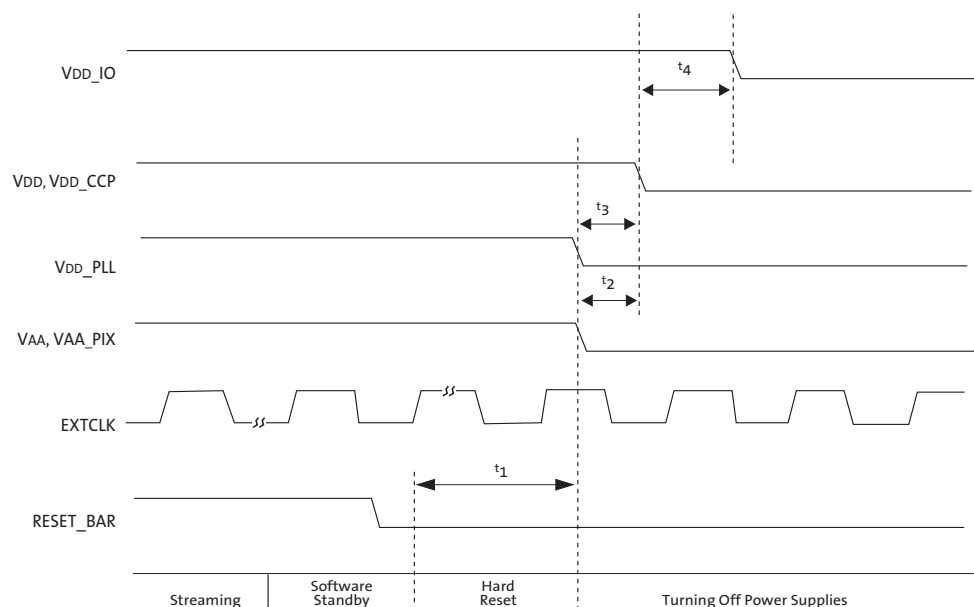 VDD_IO
t4
VDD, VDD_CCP
t3
VDD_PLL
t2
VAA, VAA_PIX
EXTCLK
t1
RESET_BAR
Streaming
Software
Standby
Hard
Reset
Turning Off Power Supplies